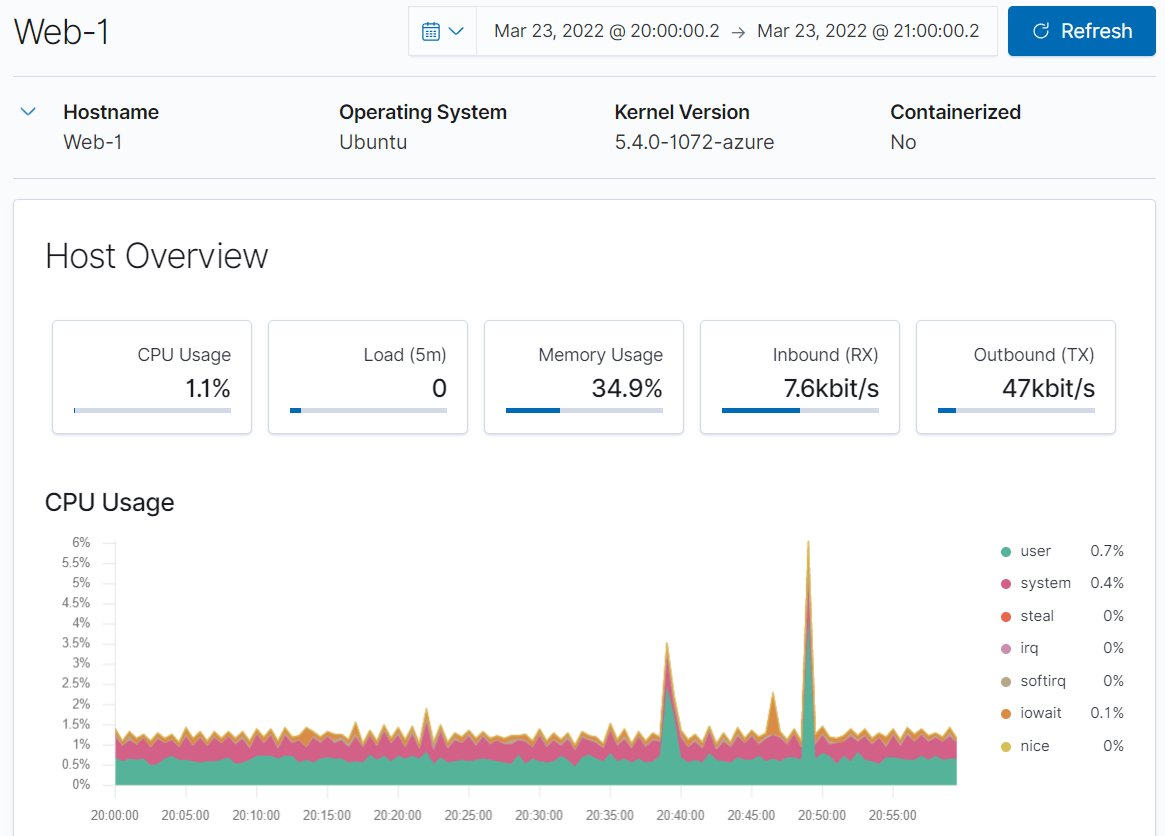 Web-1
Mar 23, 2022 @ 20:00:00.2 → Mar 23, 2022 @ 21:00:00.2
Refresh
Hostname Operating System Kernel Version Containerized
Web-1 Ubuntu 5.4.0-1072-azure No
Host Overview
CPU Usage Load (5m) Memory Usage Inbound (RX) Outbound (TX)
1.1% 0 34.9% 7.6kbit/s 47kbit/s
CPU Usage
6%
5.5%
5%
4.5%
4%
3.5%
3%
2.5%
2%
1.5%
1%
0.5%
0%
20:00:00 20:05:00 20:10:00 20:15:00 20:20:00 20:25:00 20:30:00 20:35:00 20:40:00 20:45:00 20:50:00 20:55:00
user 0.7%
system 0.4%
steal 0%
irq 0%
softirq 0%
iowait 0.1%
nice 0%